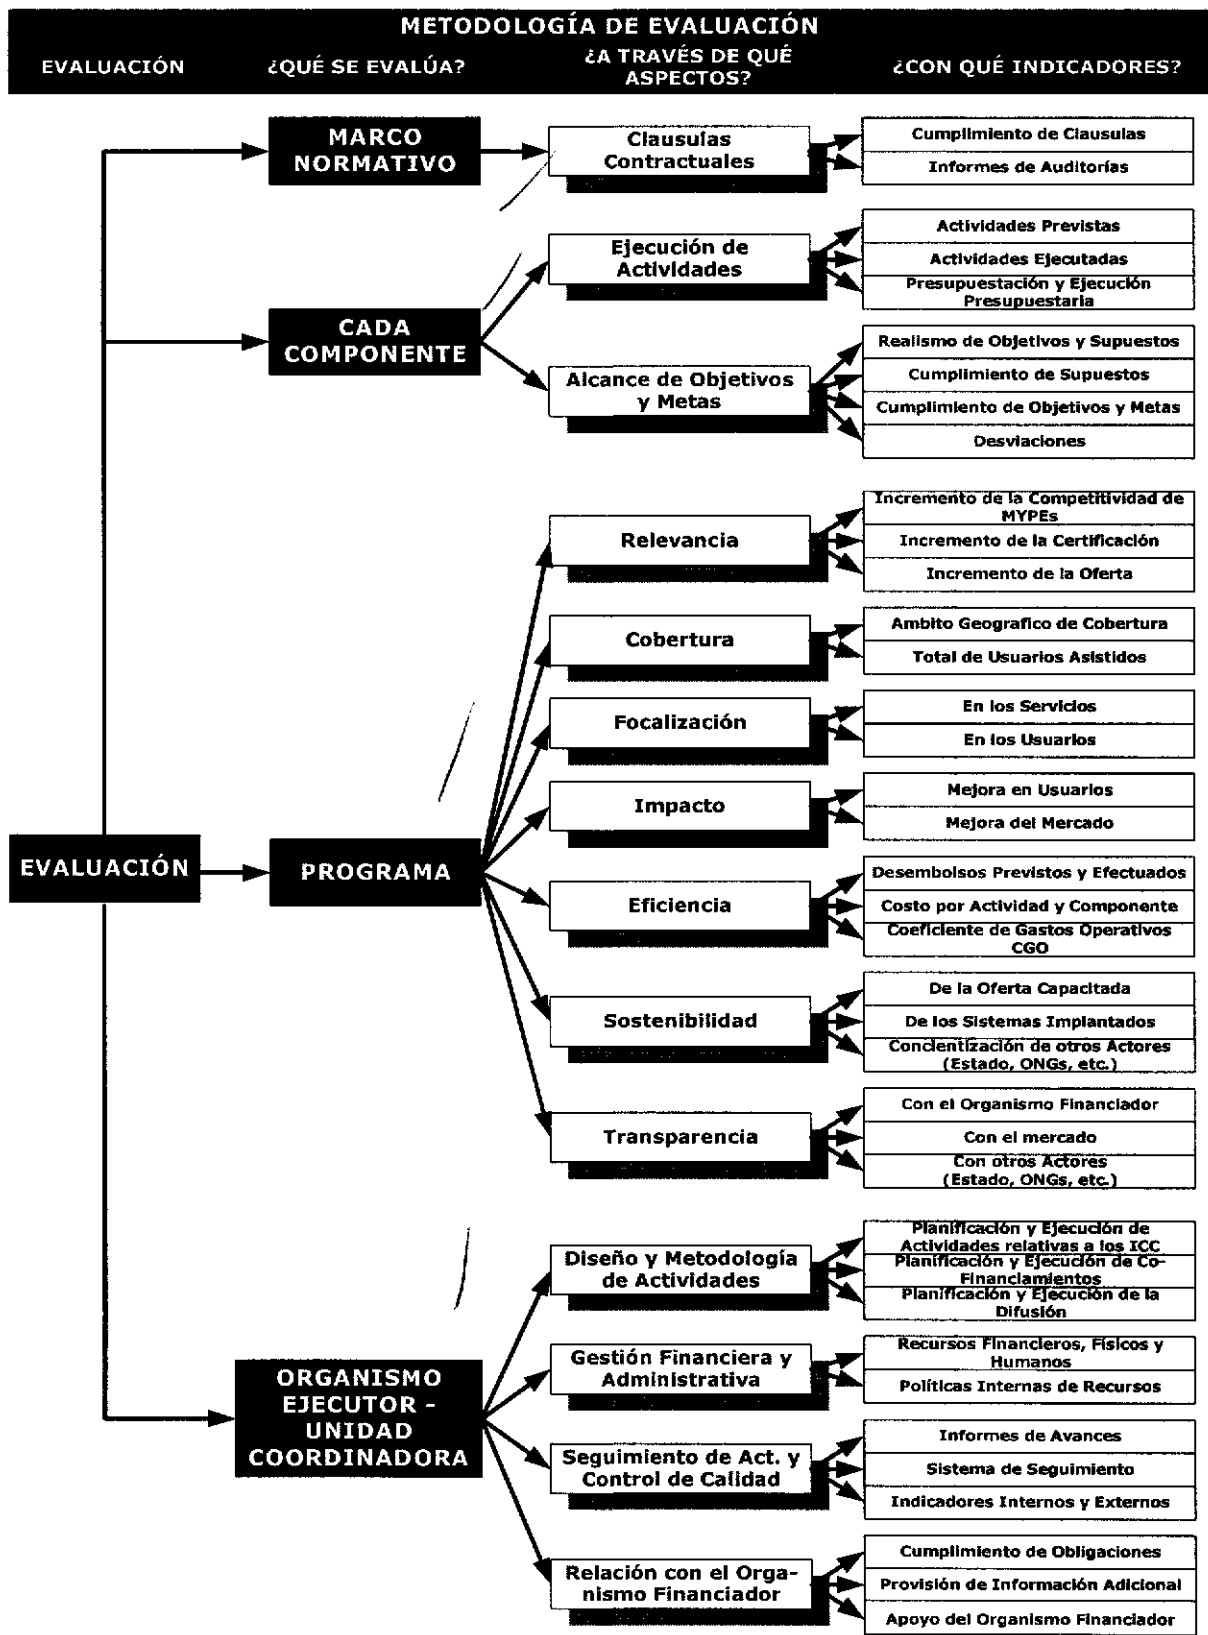 METODOLOGÍA DE EVALUACIÓN
EVALUACIÓN
¿QUÉ SE EVALÚA?
¿A TRAVÉS DE QUÉ
ASPECTOS?
¿CON QUÉ INDICADORES?
MARCO
NORMATIVO
Clausulas
Contractuales
Cumplimiento de Clausulas
Informes de Auditorías
CADA
COMPONENTE
Ejecución de
Actividades
Actividades Previstas
Actividades Ejecutadas
Presupuestación y Ejecución
Presupuestaria
Alcance de Objetivos
y Metas
Realismo de Objetivos y Supuestos
Cumplimiento de Supuestos
Cumplimiento de Objetivos y Metas
Desviaciones
EVALUACIÓN
PROGRAMA
Relevancia
Incremento de la Competitividad de
MYPEs
Incremento de la Certificación
Incremento de la Oferta
Cobertura
Ambito Geografico de Cobertura
Total de Usuarios Asistidos
Focalización
En los Servicios
En los Usuarios
Impacto
Mejora en Usuarios
Mejora del Mercado
Eficiencia
Desembolsos Previstos y Efectuados
Costo por Actividad y Componente
Coeficiente de Gastos Operativos
CGO
Sostenibilidad
De la Oferta Capacitada
De los Sistemas Implantados
Concientización de otros Actores
(Estado, ONGs, etc.)
Transparencia
Con el Organismo Financiador
Con el mercado
Con otros Actores
(Estado, ONGs, etc.)
ORGANISMO
EJECUTOR -
UNIDAD
COORDINADORA
Diseño y Metodología
de Actividades
Planificación y Ejecución de
Actividades relativas a los ICC
Planificación y Ejecución de Co-
Financiamientos
Planificación y Ejecución de la
Difusión
Gestión Financiera y
Administrativa
Recursos Financieros, Físicos y
Humanos
Políticas Internas de Recursos
Seguimiento de Act. y
Control de Calidad
Informes de Avances
Sistema de Seguimiento
Indicadores Internos y Externos
Relación con el Orga-
nismo Financiador
Cumplimiento de Obligaciones
Provisión de Información Adicional
Apoyo del Organismo Financiador